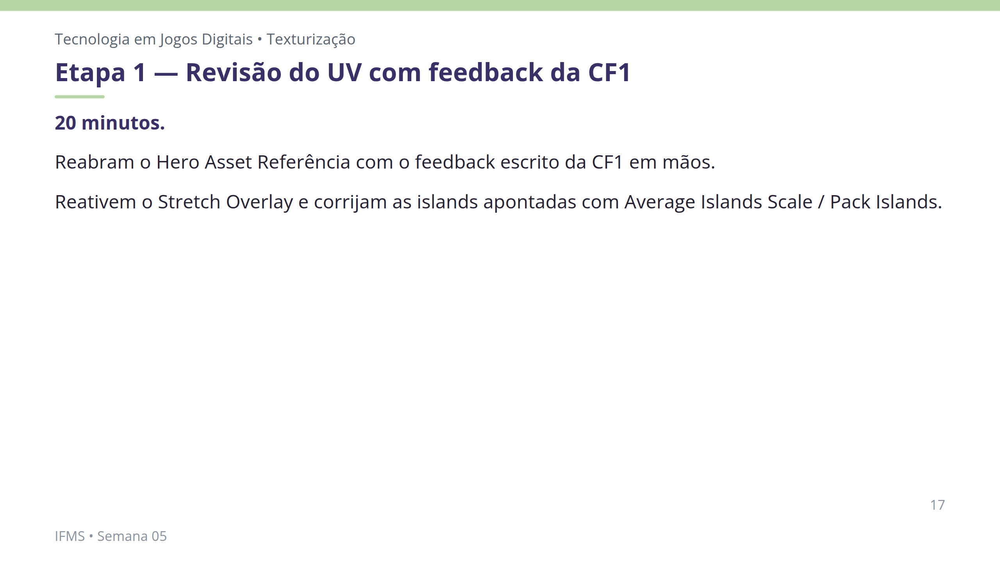 Tecnologia em Jogos Digitais • Texturização
Etapa 1 — Revisão do UV com feedback da CF1
20 minutos.
Reabram o Hero Asset Referência com o feedback escrito da CF1 em mãos.
Reativem o Stretch Overlay e corrijam as islands apontadas com Average Islands Scale / Pack Islands.
17
IFMS • Semana 05